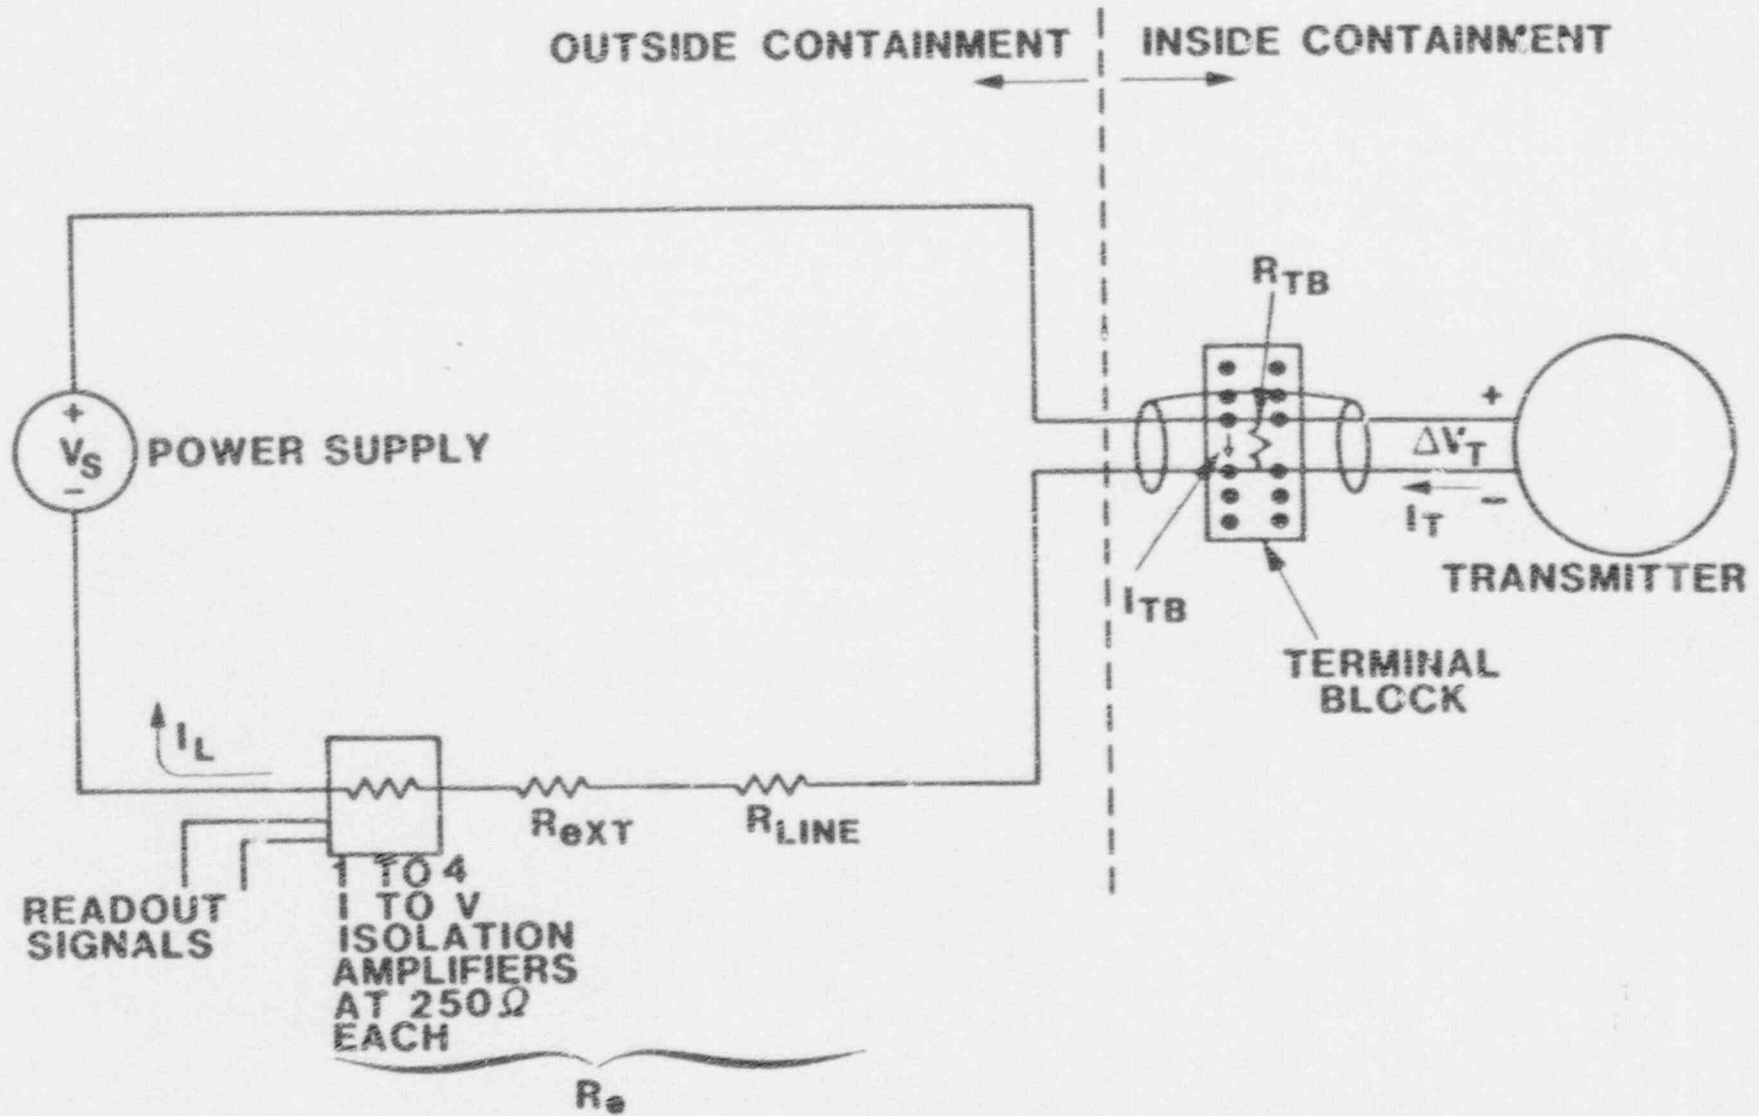 OUTSIDE CONTAINMENT
INSIDE CONTAINMENT
RTB
+
VS
−
POWER SUPPLY
+
ΔVT
−
IT
TRANSMITTER
ITB
TERMINAL
BLOCK
IL
ReXT
RLINE
READOUT
SIGNALS
1 TO 4
I TO V
ISOLATION
AMPLIFIERS
AT 250Ω
EACH
Re